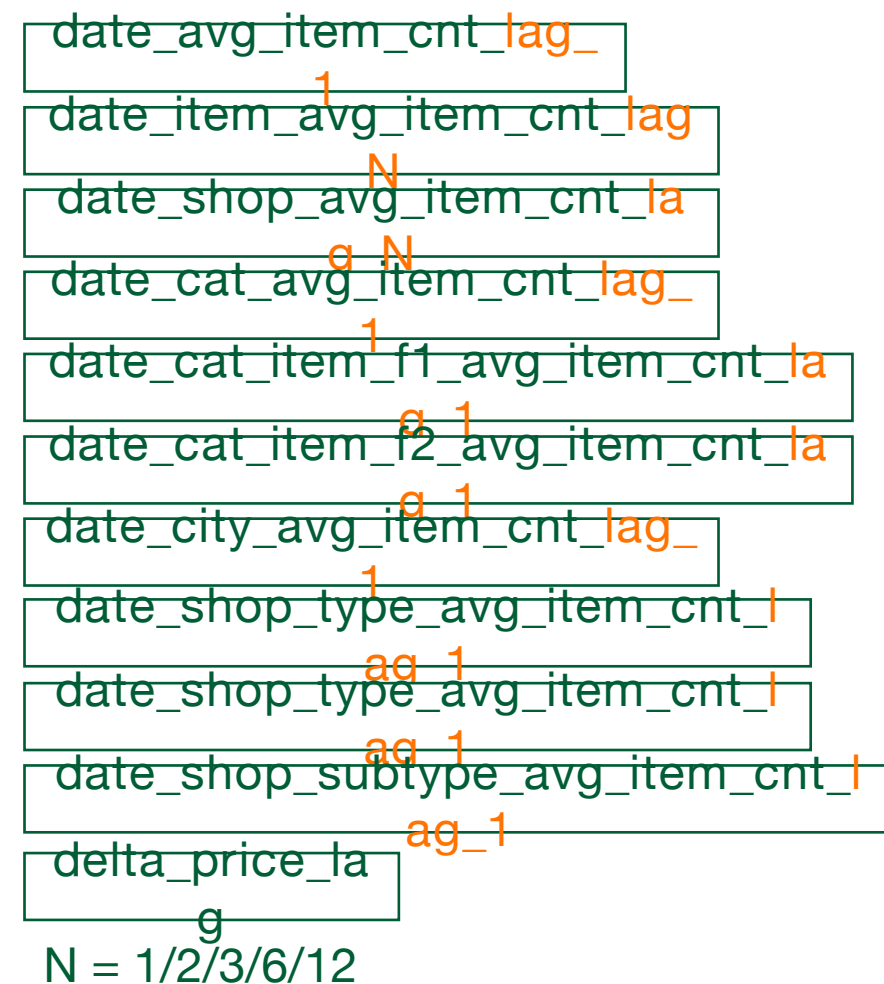 date_avg_item_cnt_lag_
1
date_item_avg_item_cnt_lag
N
date_shop_avg_item_cnt_la
g_N
date_cat_avg_item_cnt_lag_
1
date_cat_item_f1_avg_item_cnt_la
g_1
date_cat_item_f2_avg_item_cnt_la
g_1
date_city_avg_item_cnt_lag_
1
date_shop_type_avg_item_cnt_l
ag_1
date_shop_type_avg_item_cnt_l
ag_1
date_shop_subtype_avg_item_cnt_l
ag_1
delta_price_la
g
N = 1/2/3/6/12